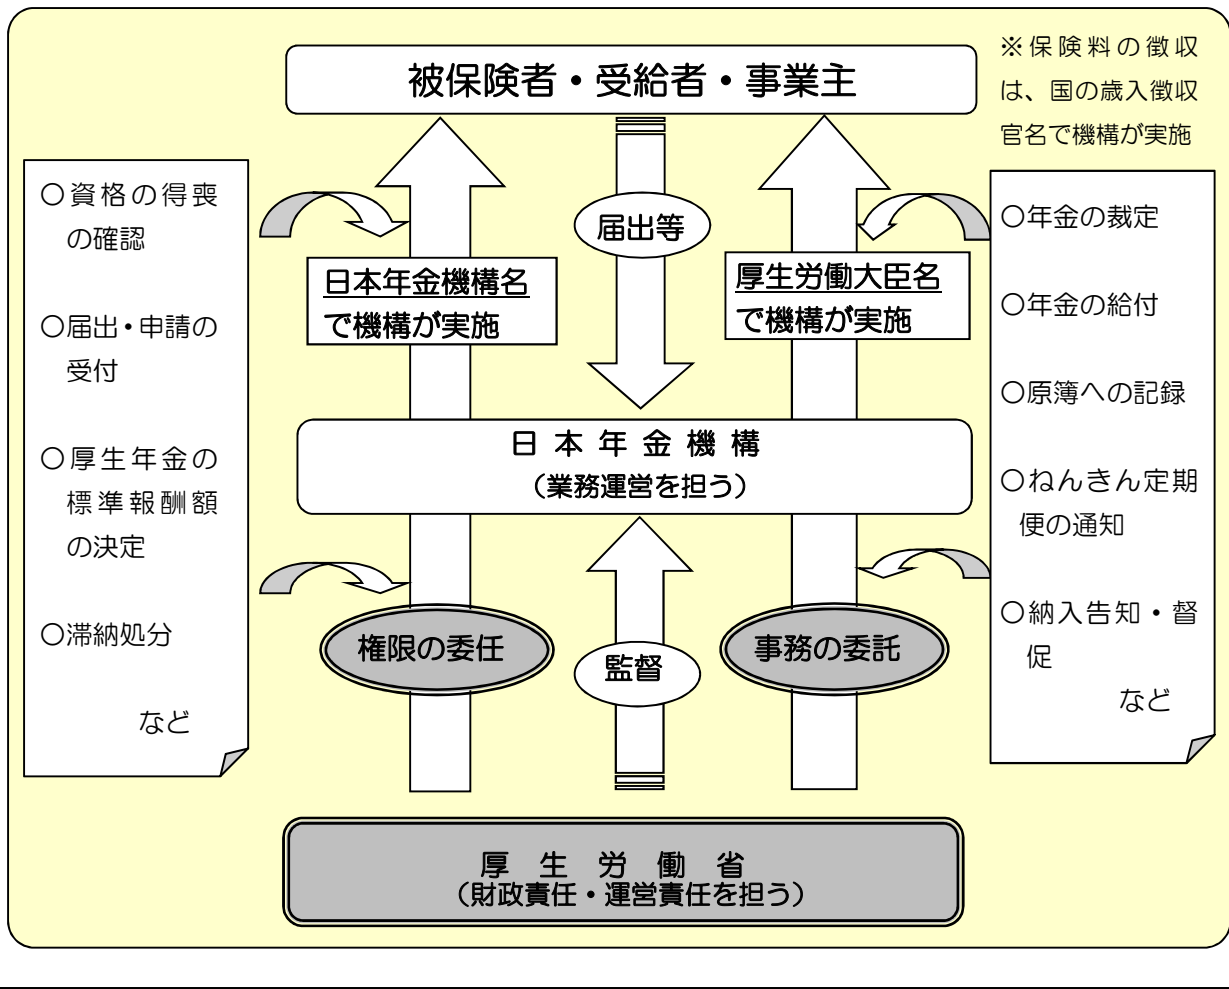 被保険者・受給者・事業主
※保険料の徴収
は、国の歳入徴収
官名で機構が実施
○資格の得喪
の確認
○届出・申請の
受付
○厚生年金の
標準報酬額
の決定
○滞納処分
など
日本年金機構名
で機構が実施
届出等
厚生労働大臣名
で機構が実施
○年金の裁定
○年金の給付
○原簿への記録
○ねんきん定期
便の通知
○納入告知・督
促
など
日本年金機構
（業務運営を担う）
権限の委任
監督
事務の委託
厚生労働省
（財政責任・運営責任を担う）